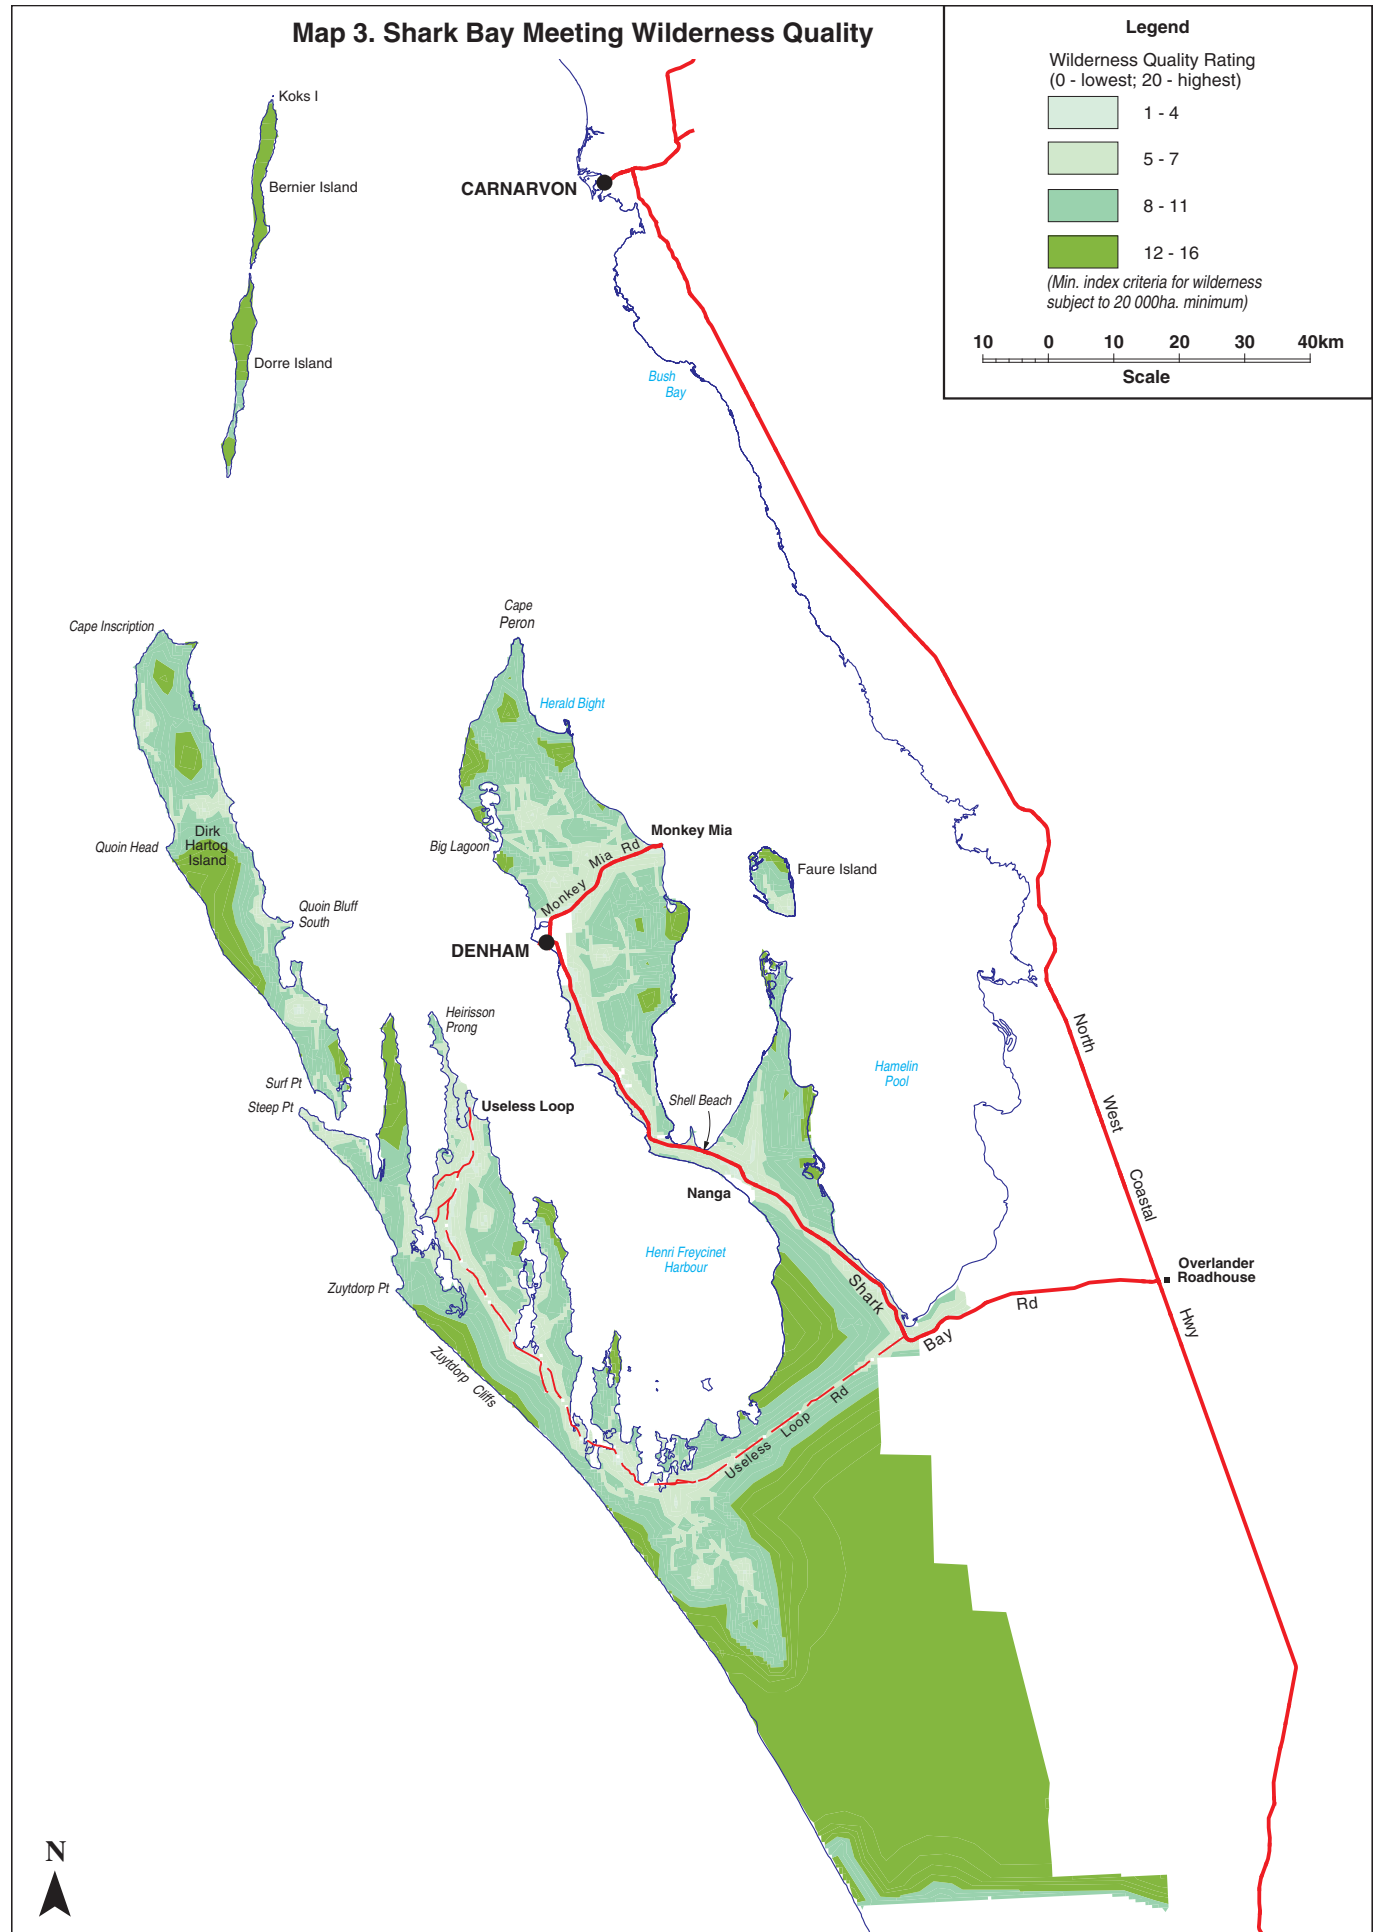 Map 3. Shark Bay Meeting Wilderness Quality
Legend
Wilderness Quality Rating
(0 - lowest; 20 - highest)
1 - 4
5 - 7
8 - 11
12 - 16
(Min. index criteria for wilderness
subject to 20 000ha. minimum)
10 0 10 20 30 40km
Scale
Koks I
Bernier Island
CARNARVON
Dorre Island
Bush
Bay
Cape
Peron
Cape Inscription
Herald Bight
Dirk
Hartog
Island
Quoin Head
Big Lagoon
Monkey Mia
Monkey Mia Rd
Faure Island
Quoin Bluff
South
DENHAM
Heirisson
Prong
North West Coastal Hwy
Hamelin
Pool
Surf Pt
Steep Pt
Useless Loop
Shell Beach
Nanga
Henri Freycinet
Harbour
Zuytdorp Pt
Shark Bay Rd
Overlander
Roadhouse
Zuytdorp Cliffs
Useless Loop Rd
N